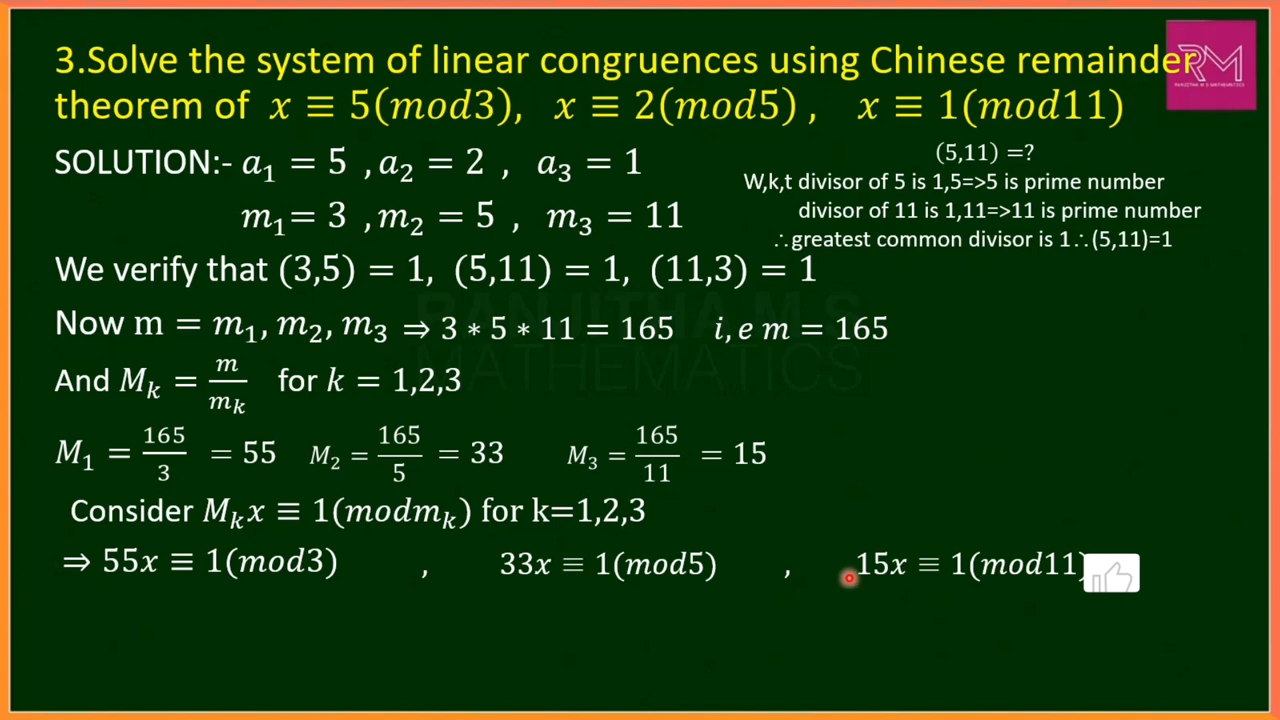 3.Solve the system of linear congruences using Chinese remainder
theorem of x ≡ 5(mod3), x ≡ 2(mod5) , x ≡ 1(mod11)
RM
RANJITHA M S MATHEMATICS
SOLUTION:- a₁ = 5 , a₂ = 2 , a₃ = 1
m₁= 3 , m₂ = 5 , m₃ = 11
(5,11) =?
W,k,t divisor of 5 is 1,5=>5 is prime number
divisor of 11 is 1,11=>11 is prime number
∴greatest common divisor is 1∴(5,11)=1
We verify that (3,5) = 1, (5,11) = 1, (11,3) = 1
RANJITHA M S
MATHEMATICS
Now m = m₁, m₂, m₃ ⇒ 3 ∗ 5 ∗ 11 = 165 i, e m = 165
And Mₖ = m/mₖ for k = 1,2,3
M₁ = 165/3 = 55 M₂ = 165/5 = 33 M₃ = 165/11 = 15
Consider Mₖx ≡ 1(modmₖ) for k=1,2,3
⇒ 55x ≡ 1(mod3) , 33x ≡ 1(mod5) , 15x ≡ 1(mod11)